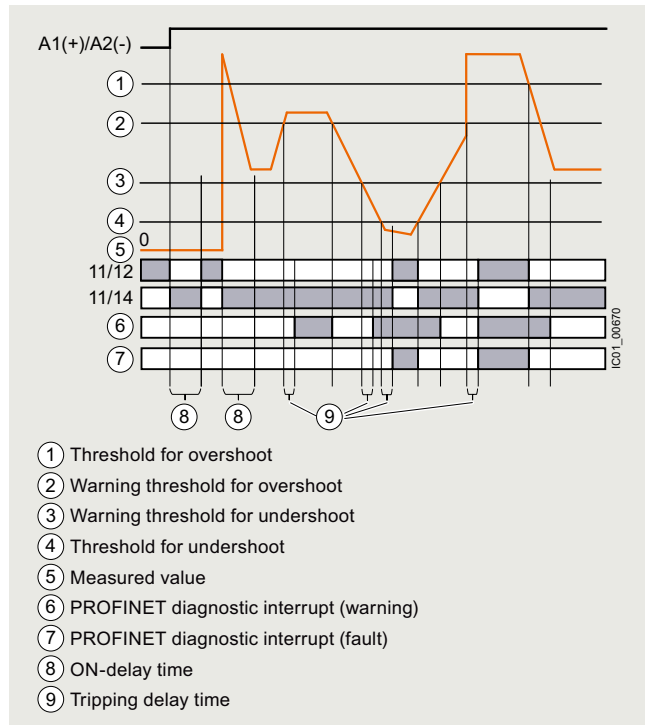 A1(+)/A2(-)
1
2
3
4
5 0
11/12
11/14
6
7
IC01_00670
8 8 9
1 Threshold for overshoot
2 Warning threshold for overshoot
3 Warning threshold for undershoot
4 Threshold for undershoot
5 Measured value
6 PROFINET diagnostic interrupt (warning)
7 PROFINET diagnostic interrupt (fault)
8 ON-delay time
9 Tripping delay time